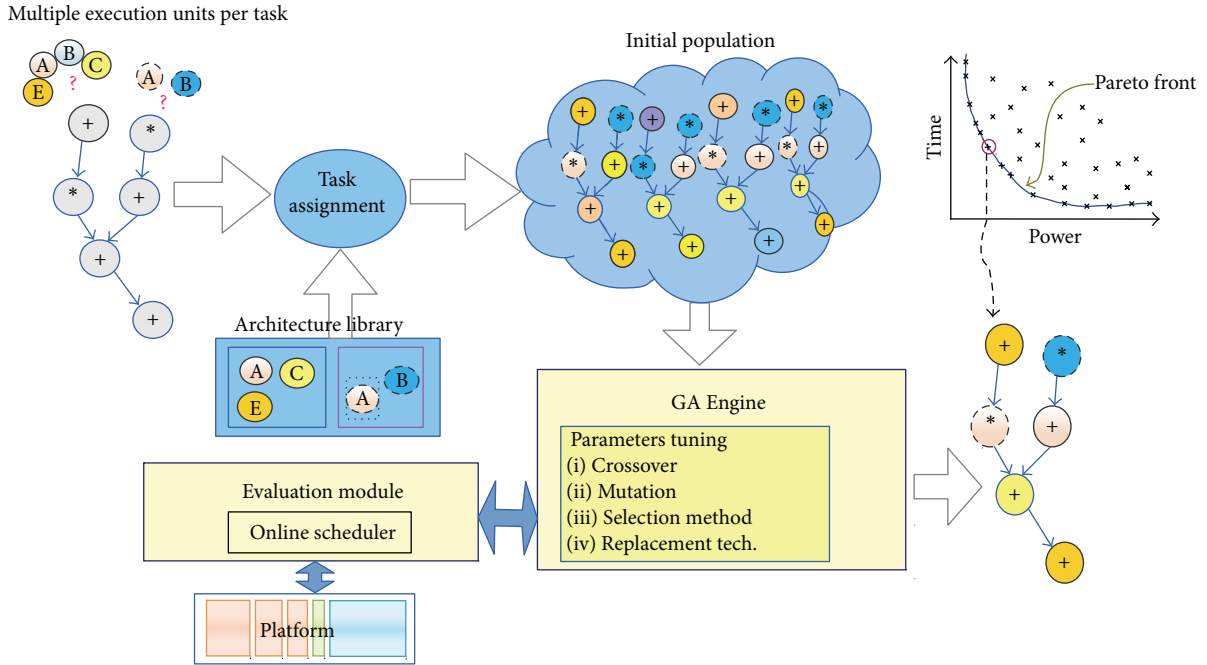 Multiple execution units per task
B
A
C
E
?
A
B
?
+
*
*
+
+
+
Task
assignment
Initial population
+
*
+
*
+
*
+
*
*
+
*
+
*
+
*
+
+
+
+
+
+
+
+
+
Pareto front
Time
Power
Architecture library
A
C
E
B
A
GA Engine
Parameters tuning
(i) Crossover
(ii) Mutation
(iii) Selection method
(iv) Replacement tech.
Evaluation module
Online scheduler
Platform
+
*
*
+
+
+